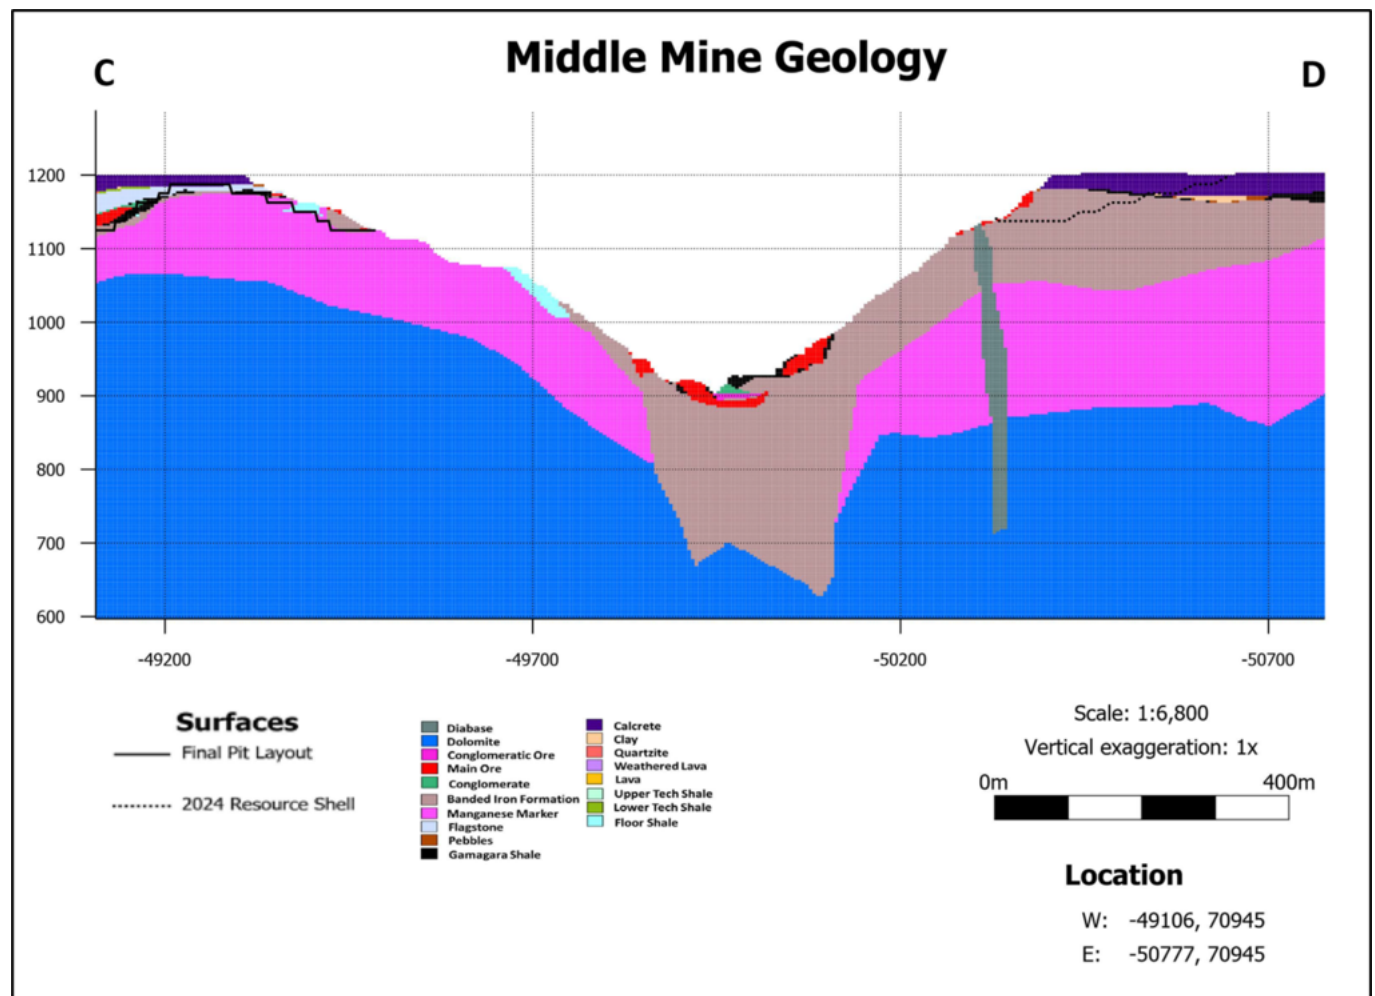 Middle Mine Geology
C
D
1200
1100
1000
900
800
700
600
-49200
-49700
-50200
-50700
Surfaces
Final Pit Layout
2024 Resource Shell
Diabase
Dolomite
Conglomeratic Ore
Main Ore
Conglomerate
Banded Iron Formation
Manganese Marker
Flagstone
Pebbles
Gamagara Shale
Calcrete
Clay
Quartzite
Weathered Lava
Lava
Upper Tech Shale
Lower Tech Shale
Floor Shale
Scale: 1:6,800
Vertical exaggeration: 1x
0m 400m
Location
W: -49106, 70945
E: -50777, 70945